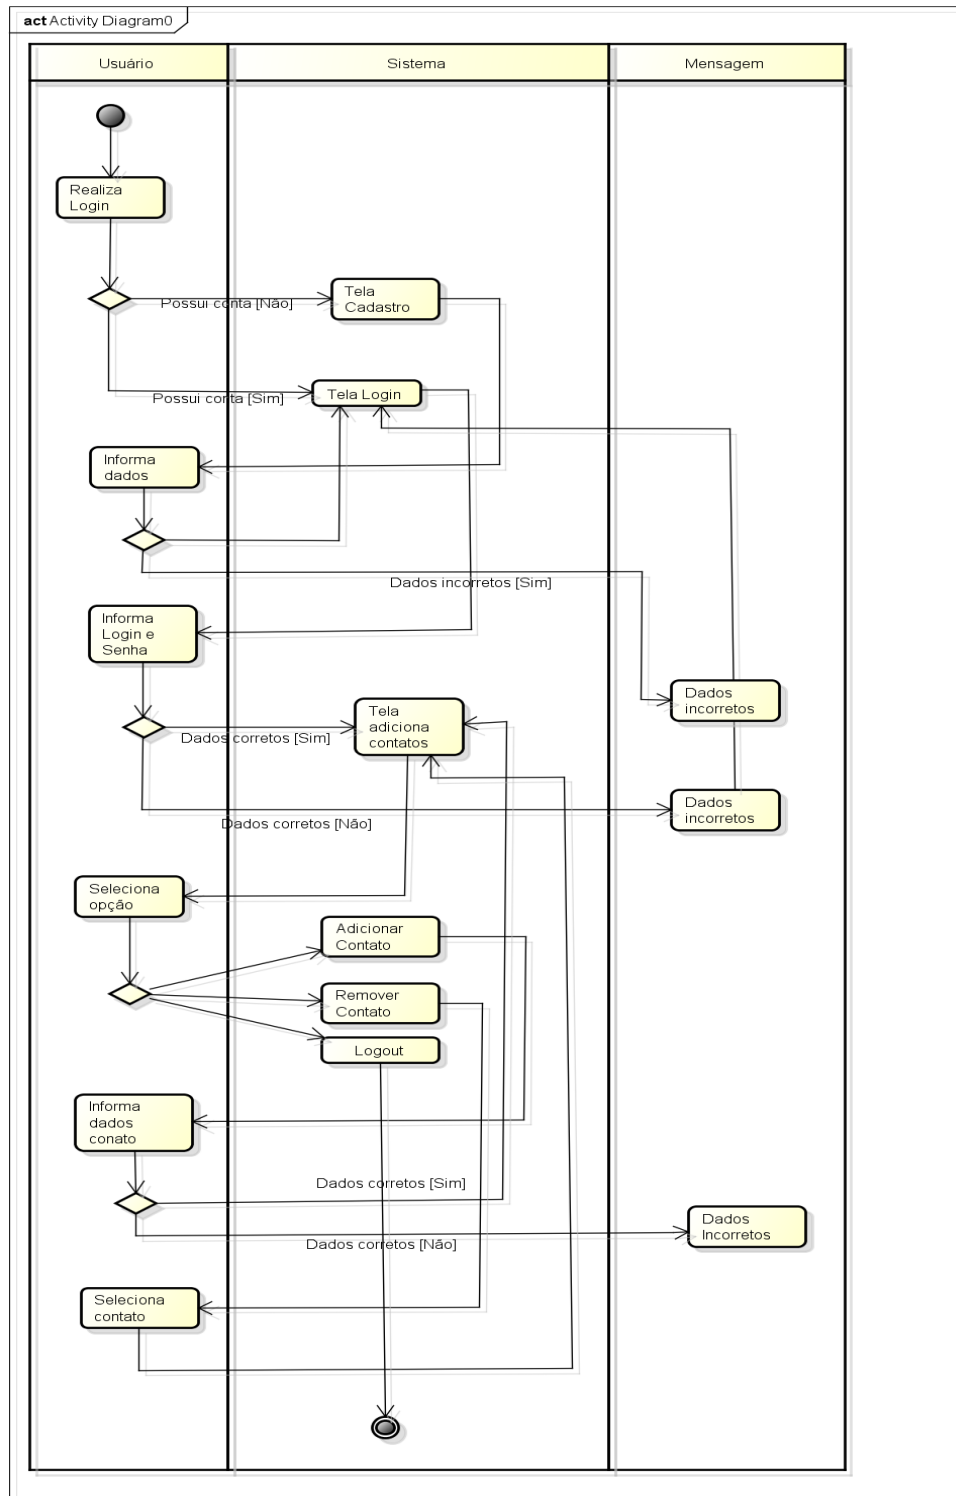 act Activity Diagram0
Usuário
Sistema
Mensagem
Realiza
Login
Possui conta [Não]
Tela
Cadastro
Possui conta [Sim]
Tela Login
Informa
dados
Dados incorretos [Sim]
Informa
Login e
Senha
Dados
incorretos
Dados corretos [Sim]
Tela
adiciona
contatos
Dados corretos [Não]
Dados
incorretos
Seleciona
opção
Adicionar
Contato
Remover
Contato
Logout
Informa
dados
conato
Dados corretos [Sim]
Dados corretos [Não]
Dados
Incorretos
Seleciona
contato